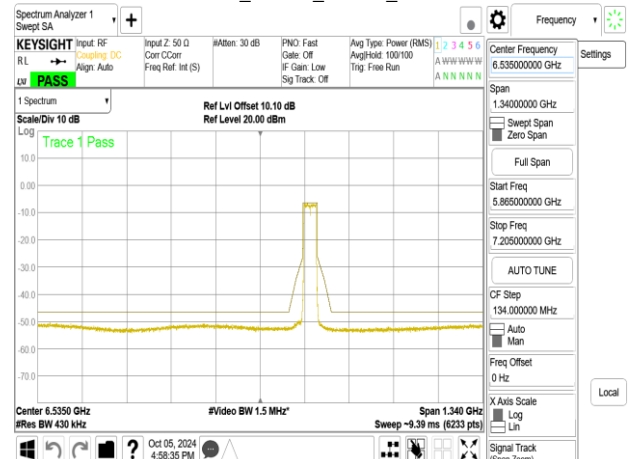 Spectrum Analyzer 1
Swept SA
Frequency
KEYSIGHT
RL
LXI
PASS
Input: RF
Coupling: DC
Align: Auto
Input Z: 50 Ω
Corr CCorr
Freq Ref: Int (S)
#Atten: 30 dB
PNO: Fast
Gate: Off
IF Gain: Low
Sig Track: Off
Avg Type: Power (RMS)
Avg|Hold: 100/100
Trig: Free Run
1 2 3 4 5 6
A W W W W W
A N N N N N
1 Spectrum
Scale/Div 10 dB
Ref Lvl Offset 10.10 dB
Ref Level 20.00 dBm
Log
Trace 1 Pass
10.0
0.00
-10.0
-20.0
-30.0
-40.0
-50.0
-60.0
-70.0
Center 6.5350 GHz
#Res BW 430 kHz
#Video BW 1.5 MHz*
Span 1.340 GHz
Sweep ~9.39 ms (6233 pts)
Center Frequency
6.535000000 GHz
Settings
Span
1.34000000 GHz
Swept Span
Zero Span
Full Span
Start Freq
5.865000000 GHz
Stop Freq
7.205000000 GHz
AUTO TUNE
CF Step
134.000000 MHz
Auto
Man
Freq Offset
0 Hz
X Axis Scale
Log
Lin
Local
Signal Track
(Span Zoom)
?
Oct 05, 2024
4:58:35 PM